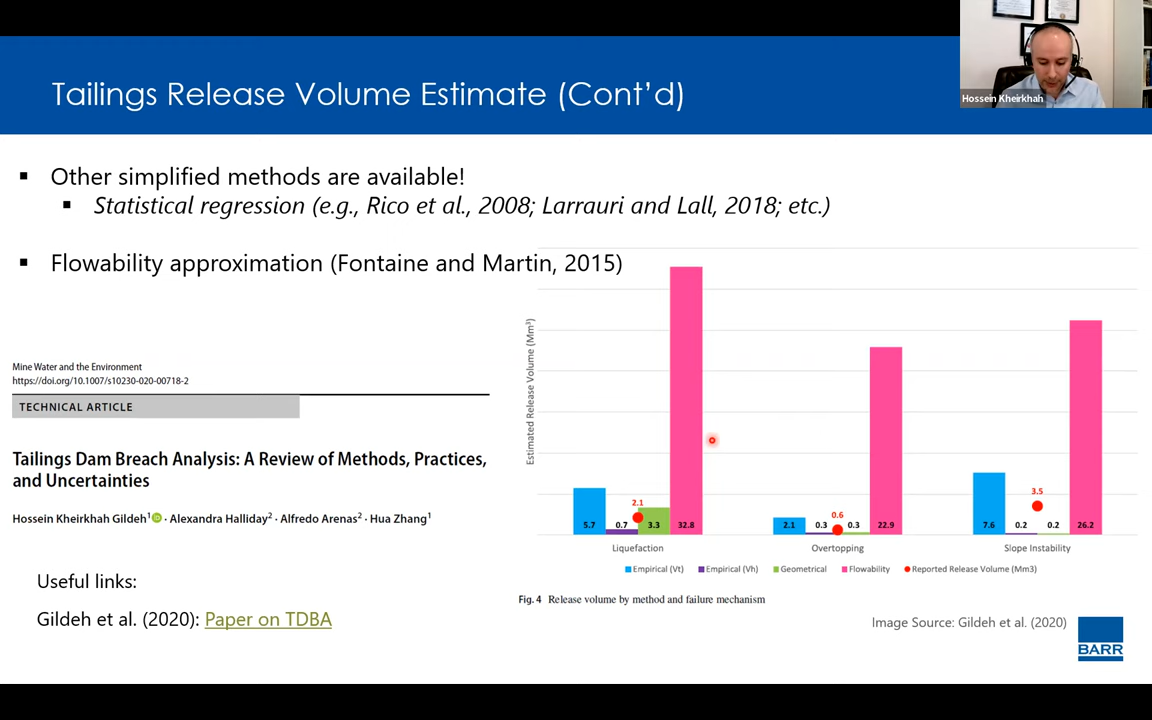 Tailings Release Volume Estimate (Cont'd)
Hossein Kheirkhah
▪ Other simplified methods are available!
▪ Statistical regression (e.g., Rico et al., 2008; Larrauri and Lall, 2018; etc.)
▪ Flowability approximation (Fontaine and Martin, 2015)
Mine Water and the Environment
https://doi.org/10.1007/s10230-020-00718-2
TECHNICAL ARTICLE
Tailings Dam Breach Analysis: A Review of Methods, Practices,
and Uncertainties
Hossein Kheirkhah Gildeh1 · Alexandra Halliday2 · Alfredo Arenas2 · Hua Zhang1
Useful links:
Gildeh et al. (2020): Paper on TDBA
Estimated Release Volume (Mm3)
2.1
0.6
3.5
5.7 0.7 3.3 32.8
2.1 0.3 0.3 22.9
7.6 0.2 0.2 26.2
Liquefaction
Overtopping
Slope Instability
Empirical (Vt) Empirical (Vh) Geometrical Flowability Reported Release Volume (Mm3)
Fig. 4 Release volume by method and failure mechanism
Image Source: Gildeh et al. (2020)
BARR